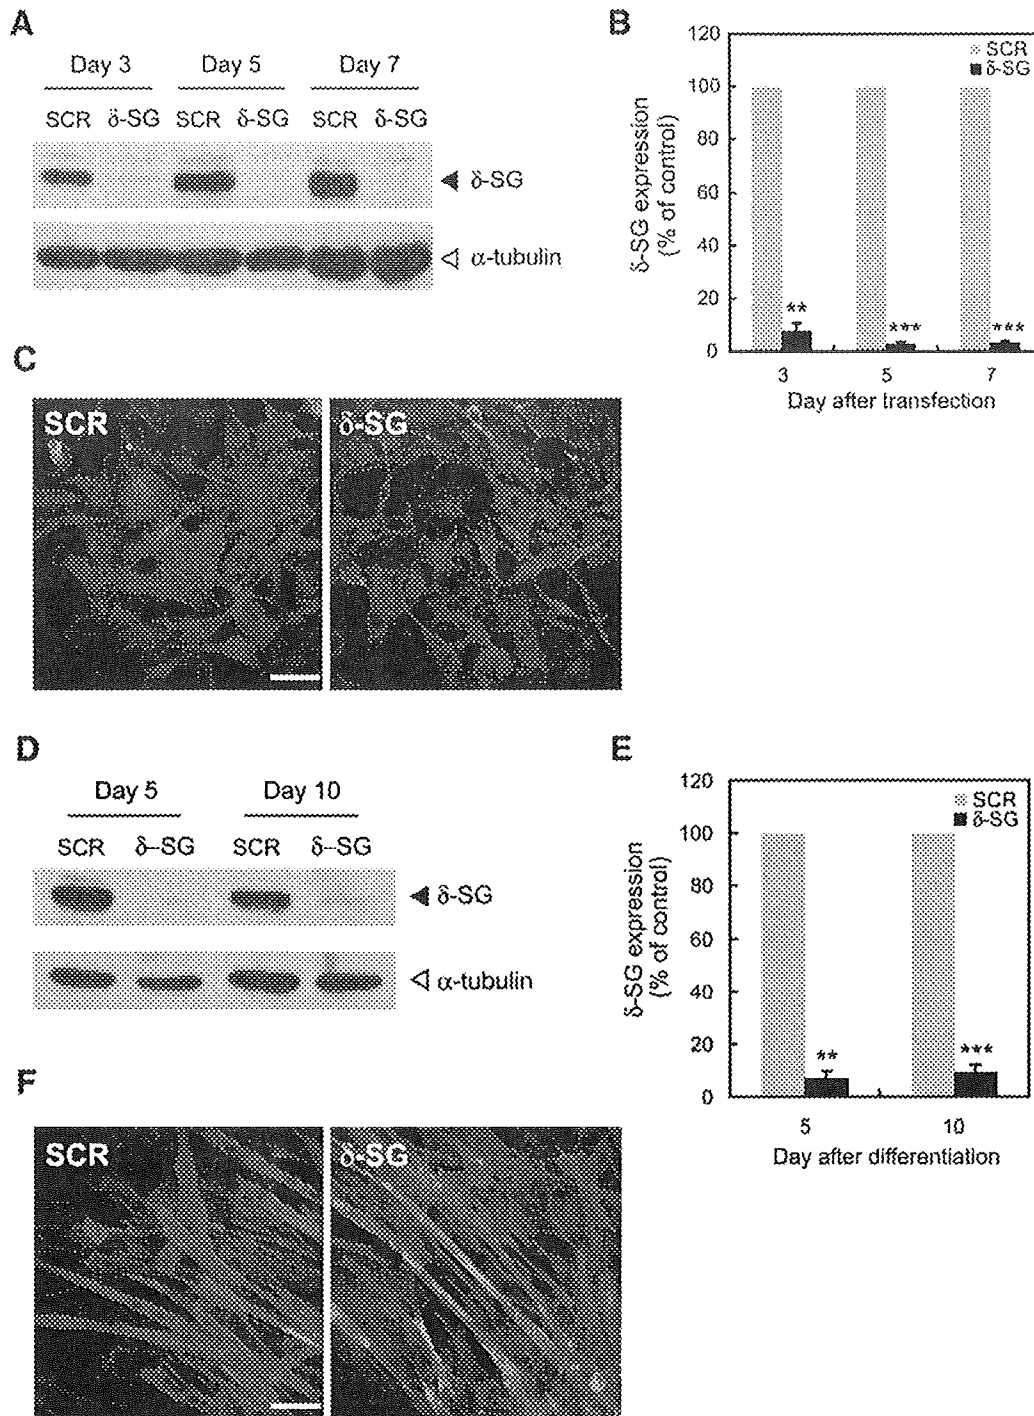 A
Day 3 Day 5 Day 7
SCR δ-SG SCR δ-SG SCR δ-SG
δ-SG
α-tubulin
B
120
100
80
60
40
20
0
δ-SG expression
(% of control)
SCR
δ-SG
** *** ***
3 5 7
Day after transfection
C
SCR
δ-SG
D
Day 5 Day 10
SCR δ--SG SCR δ--SG
δ-SG
α-tubulin
E
120
100
80
60
40
20
0
δ-SG expression
(% of control)
SCR
δ-SG
** ***
5 10
Day after differentiation
F
SCR
δ-SG